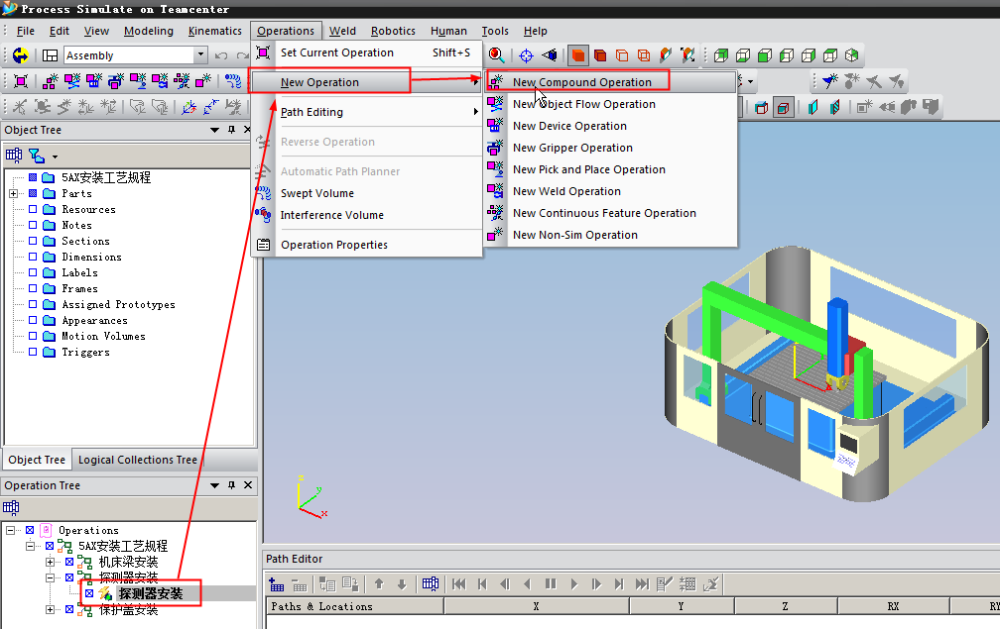 Process Simulate on Teamcenter
File Edit View Modeling Kinematics Operations Weld Robotics Human Tools Help
Assembly
Set Current Operation Shift+S
New Operation
Path Editing
Reverse Operation
Automatic Path Planner
Swept Volume
Interference Volume
Operation Properties
New Compound Operation
New Object Flow Operation
New Device Operation
New Gripper Operation
New Pick and Place Operation
New Weld Operation
New Continuous Feature Operation
New Non-Sim Operation
Object Tree
5AX安装工艺规程
Parts
Resources
Notes
Sections
Dimensions
Labels
Frames
Assigned Prototypes
Appearances
Motion Volumes
Triggers
Object Tree Logical Collections Tree
Operation Tree
Operations
5AX安装工艺规程
机床梁安装
探测器安装
探测器安装
保护盖安装
z
y
x
Path Editor
Paths & Locations X Y Z RX RY